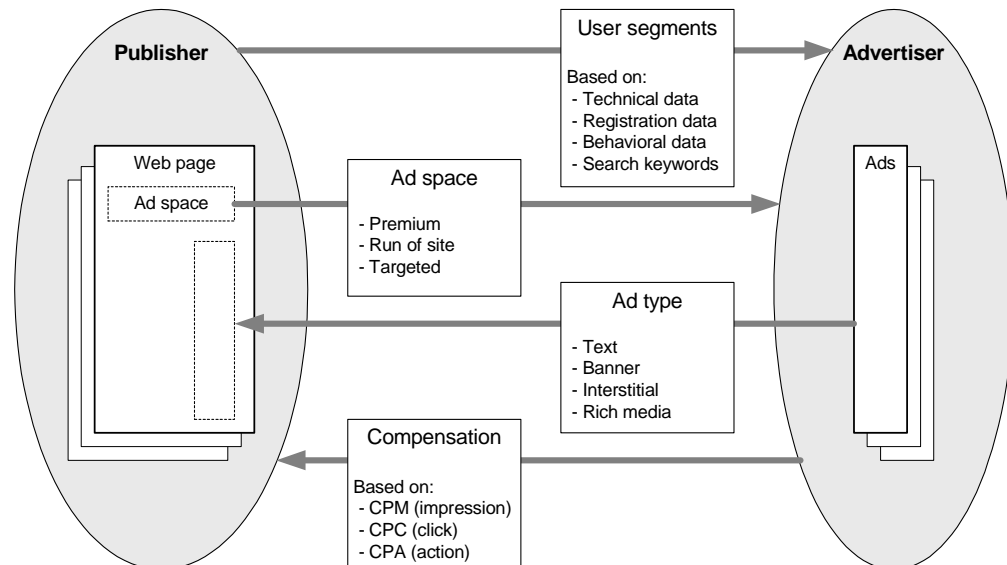 Publisher
User segments
Advertiser
Based on:
- Technical data
- Registration data
- Behavioral data
- Search keywords
Web page
Ad space
Ad space
- Premium
- Run of site
- Targeted
Ads
Ad type
- Text
- Banner
- Interstitial
- Rich media
Compensation
Based on:
- CPM (impression)
- CPC (click)
- CPA (action)